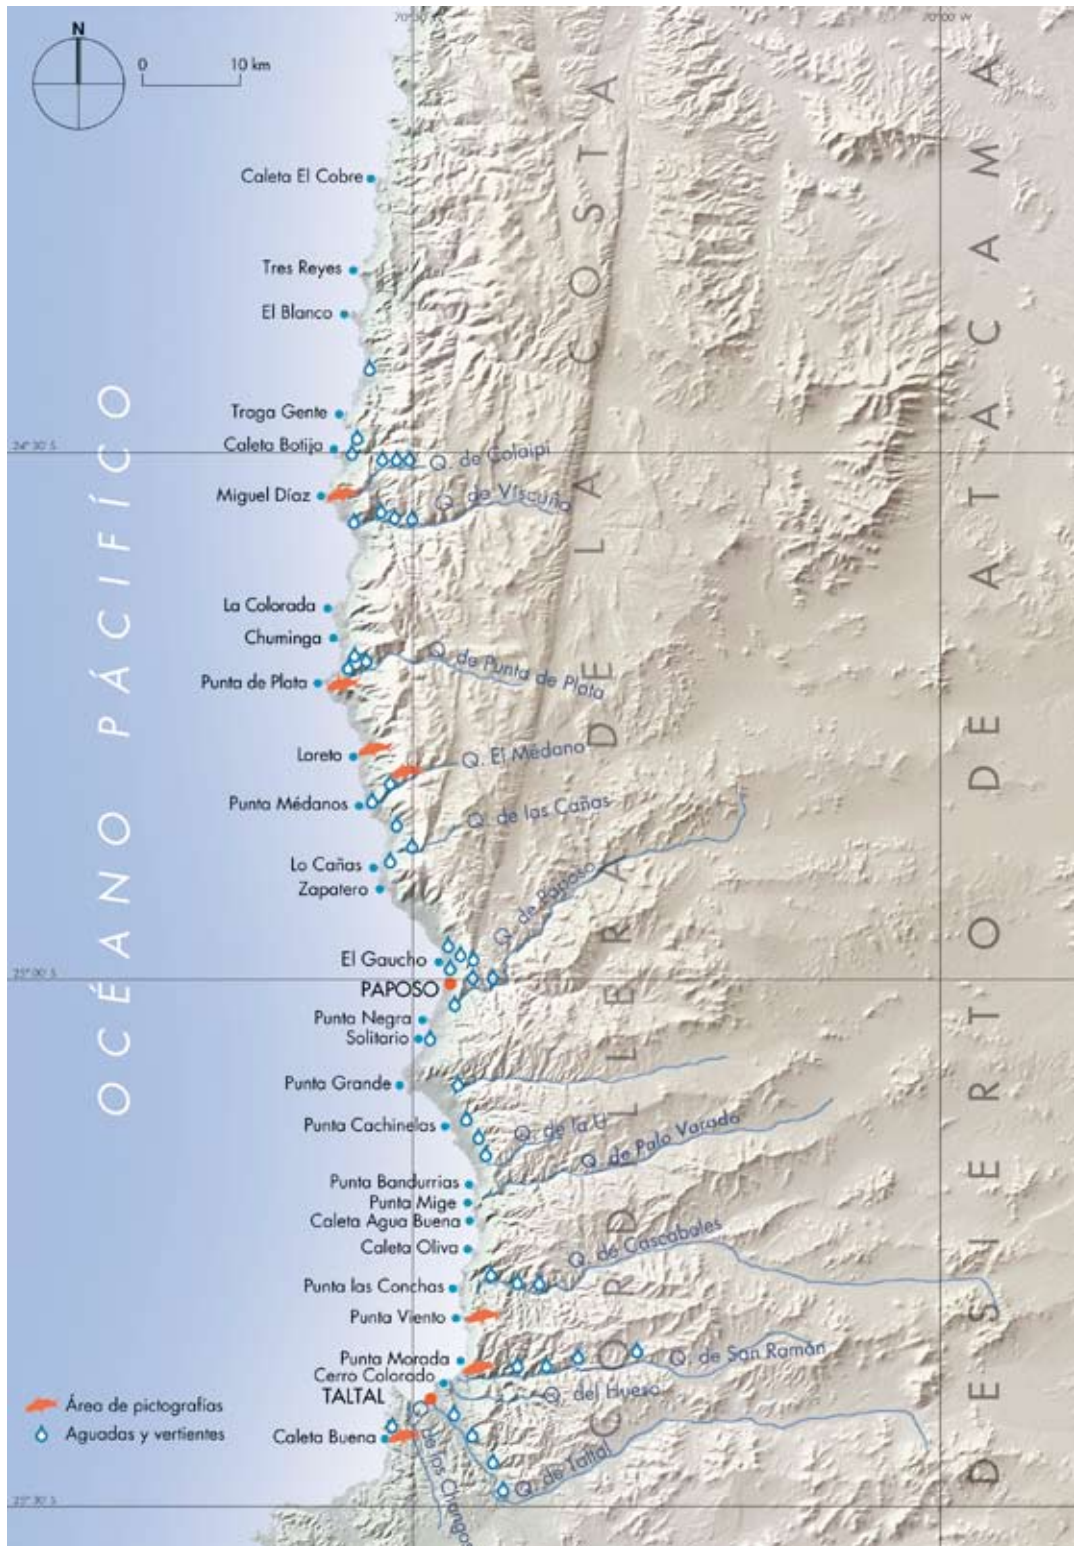 70°30' W
70°00' W
N
0 10 km
Caleta El Cobre
Tres Reyes
El Blanco
Traga Gente
Caleta Botija
24°30' S
Q. de Colaipi
Miguel Díaz
Q. de Viscuña
La Colorada
Chuminga
Q. de Punta de Plata
Punta de Plata
Loreto
Q. El Médano
Punta Médanos
Q. de las Cañas
Lo Cañas
Zapatero
Q. de Paposo
El Gaucho
25°00' S
PAPOSO
Punta Negra
Solitario
Punta Grande
Punta Cachinelas
Q. de la U
Q. de Palo Varado
Punta Bandurrias
Punta Mige
Caleta Agua Buena
Caleta Oliva
Q. de Cascabeles
Punta las Conchas
Punta Viento
Punta Morada
Q. de San Ramán
Cerro Colorado
TALTAL
Q. del Hueso
Área de pictografías
Aguadas y vertientes
Caleta Buena
Q. de los Changos
Q. de Taltal
25°30' S
OCÉANO PÁCIFÍCO
CORDILLERA DE LA COSTA
DESIERTO DE ATACAMA